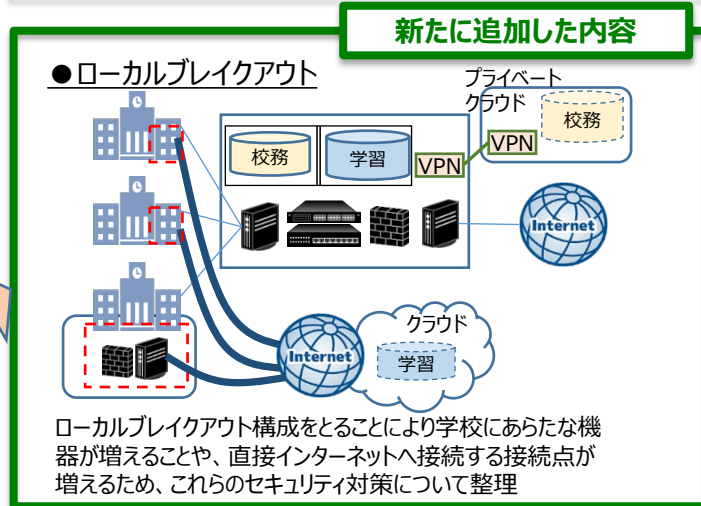 新たに追加した内容
●ローカルブレイクアウト
プライベート
クラウド
校務
校務
学習
VPN
VPN
Internet
クラウド
Internet
学習
ローカルブレイクアウト構成をとることにより学校にあらたな機
器が増えることや、直接インターネットへ接続する接続点が
増えるため、これらのセキュリティ対策について整理